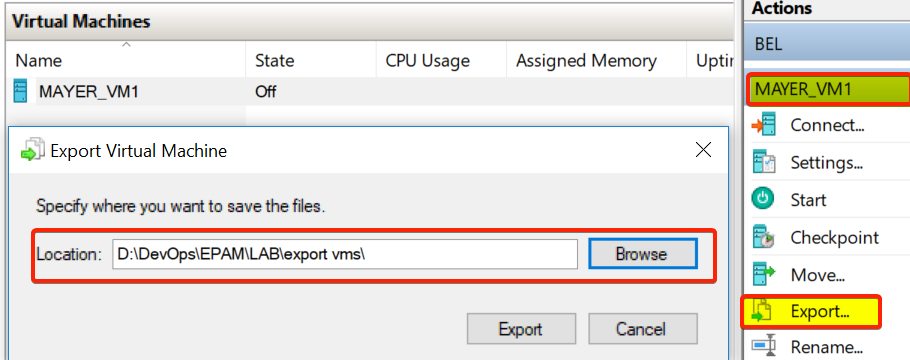 Virtual Machines
Name State CPU Usage Assigned Memory Uptir
MAYER_VM1 Off
Export Virtual Machine
Specify where you want to save the files.
Location: D:\DevOps\EPAM\LAB\export vms\ Browse
Export Cancel
Actions
BEL
MAYER_VM1
Connect...
Settings...
Start
Checkpoint
Move...
Export...
Rename...